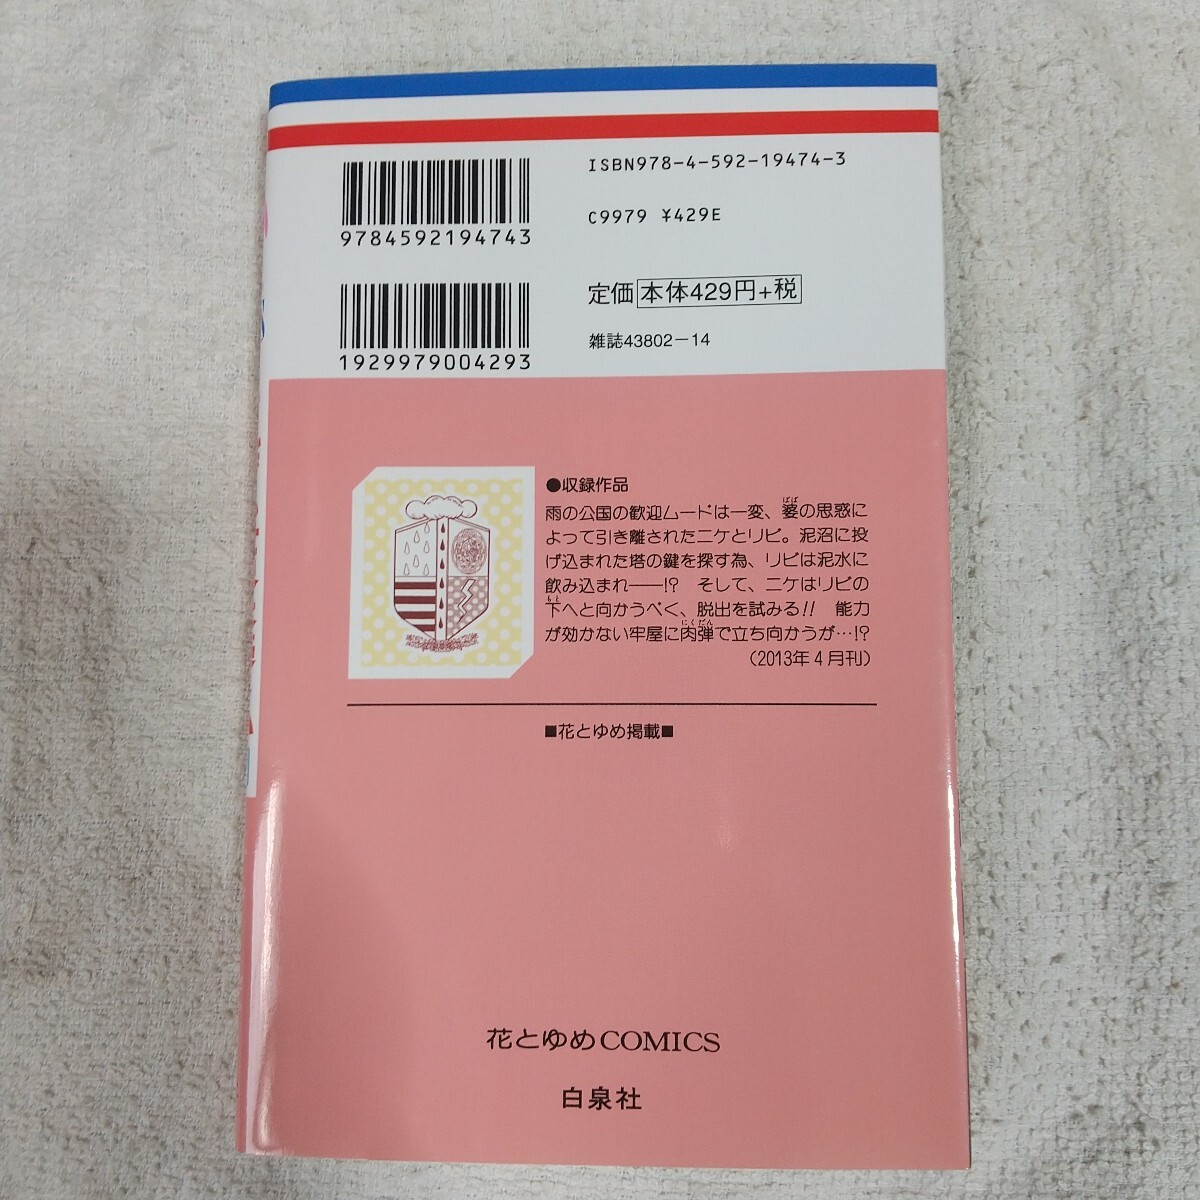 ISBN978-4-592-19474-3
9784592194743
C9979 ¥429E
定価 本体429円+税
1929979004293
雑誌43802-14
●収録作品
雨の公国の歓迎ムードは一変、婆の思惑に
よって引き離されたニケとリビ。泥沼に投
げ込まれた塔の鍵を探す為、リビは泥水に
飲み込まれ――!? そして、ニケはリビの
下へと向かうべく、脱出を試みる!! 能力
が効かない牢屋に肉弾で立ち向かうが…!?
(2013年4月刊)
■花とゆめ掲載■
花とゆめCOMICS
白泉社